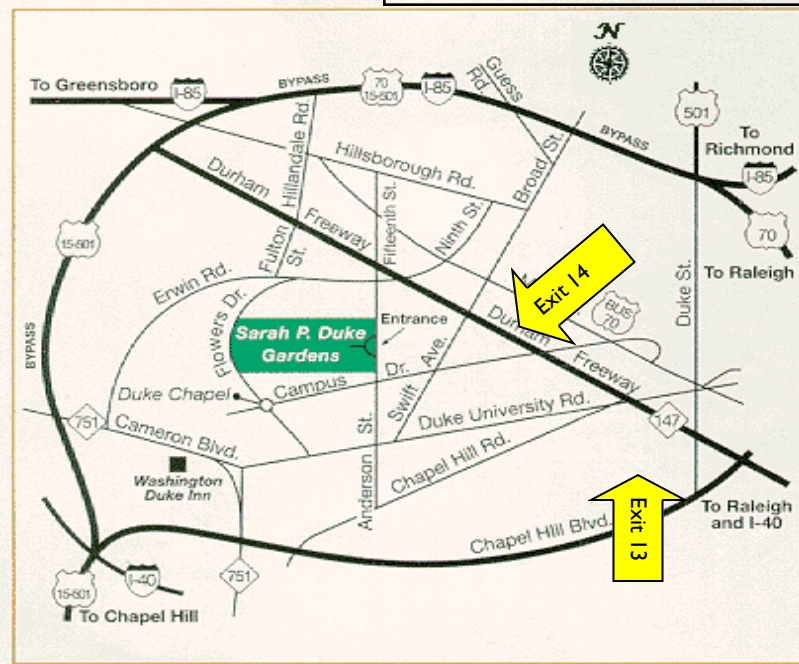 N
To Greensboro
I-85
BYPASS
70
15-501
I-85
Guess
Rd
501
To
Richmond
BYPASS
I-85
70
To Raleigh
Hillandale Rd.
Hillsborough Rd.
Broad St.
Durham
Freeway
Fifteenth St.
Ninth St.
15-501
Fulton
St.
Erwin Rd.
Exit 14
BUS
70
Duke St.
Flowers Dr.
Sarah P. Duke
Gardens
Entrance
Durham
Freeway
BYPASS
Duke Chapel
Campus
Dr.
Swift
Ave.
Duke University Rd.
147
751
Cameron Blvd.
Washington
Duke Inn
Anderson
St.
Chapel Hill Rd.
Exit 13
To Raleigh
and I-40
Chapel Hill Blvd.
15-501
I-40
751
To Chapel Hill